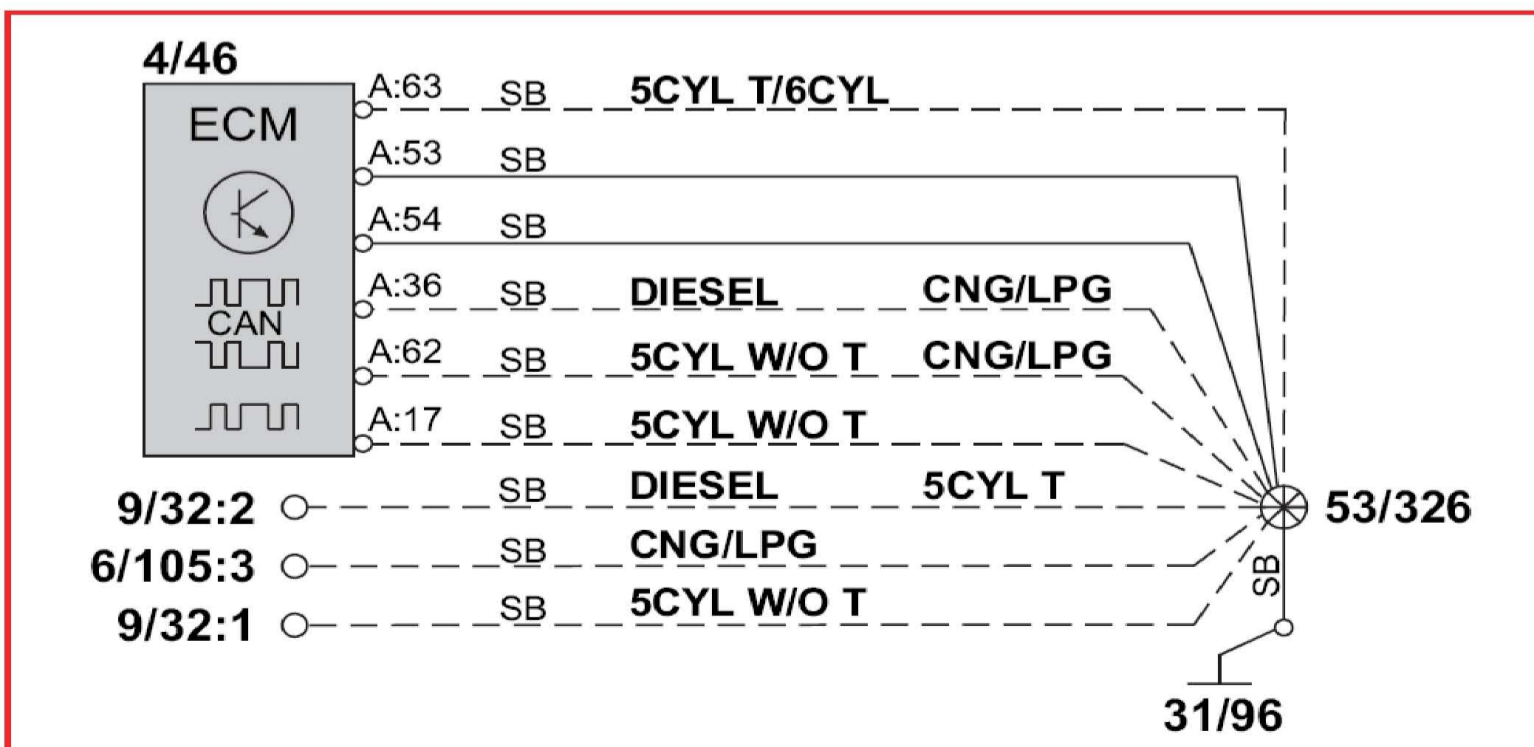 4/46
ECM
CAN
A:63 SB 5CYL T/6CYL
A:53 SB
A:54 SB
A:36 SB DIESEL CNG/LPG
A:62 SB 5CYL W/O T CNG/LPG
A:17 SB 5CYL W/O T
9/32:2 SB DIESEL 5CYL T
53/326
6/105:3 SB CNG/LPG
SB
9/32:1 SB 5CYL W/O T
31/96